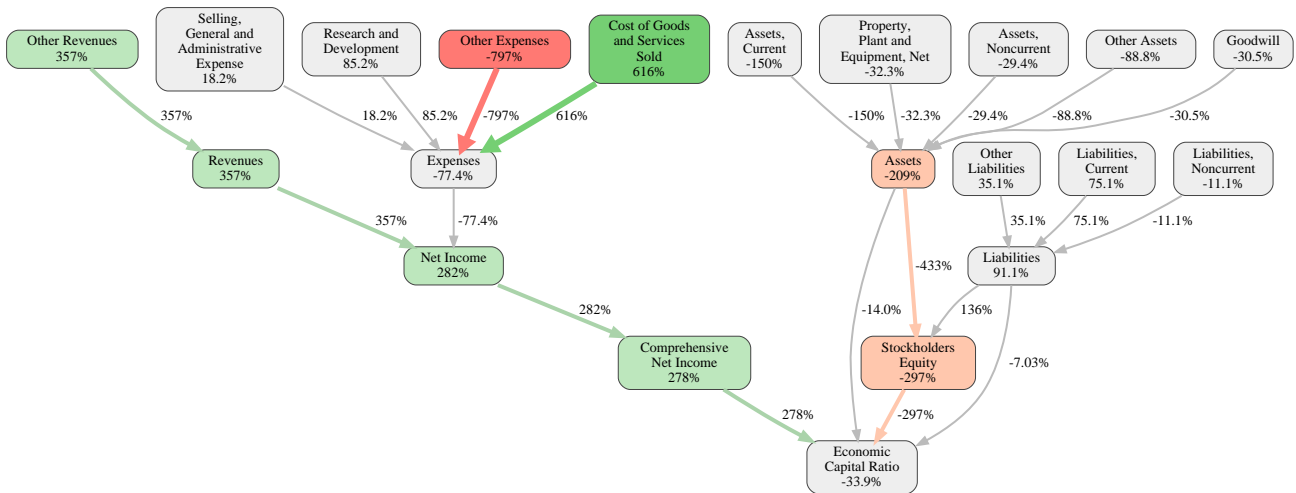 Other Revenues
357%
Selling,
General and
Administrative
Expense
18.2%
Research and
Development
85.2%
Other Expenses
-797%
Cost of Goods
and Services
Sold
616%
Assets,
Current
-150%
Property,
Plant and
Equipment, Net
-32.3%
Assets,
Noncurrent
-29.4%
Other Assets
-88.8%
Goodwill
-30.5%
357%
18.2%
85.2%
-797%
616%
-150%
-32.3%
-29.4%
-88.8%
-30.5%
Revenues
357%
Expenses
-77.4%
Assets
-209%
Other
Liabilities
35.1%
Liabilities,
Current
75.1%
Liabilities,
Noncurrent
-11.1%
357%
-77.4%
35.1%
75.1%
-11.1%
Net Income
282%
-433%
Liabilities
91.1%
282%
-14.0%
136%
Comprehensive
Net Income
278%
Stockholders
Equity
-297%
-7.03%
278%
-297%
Economic
Capital Ratio
-33.9%